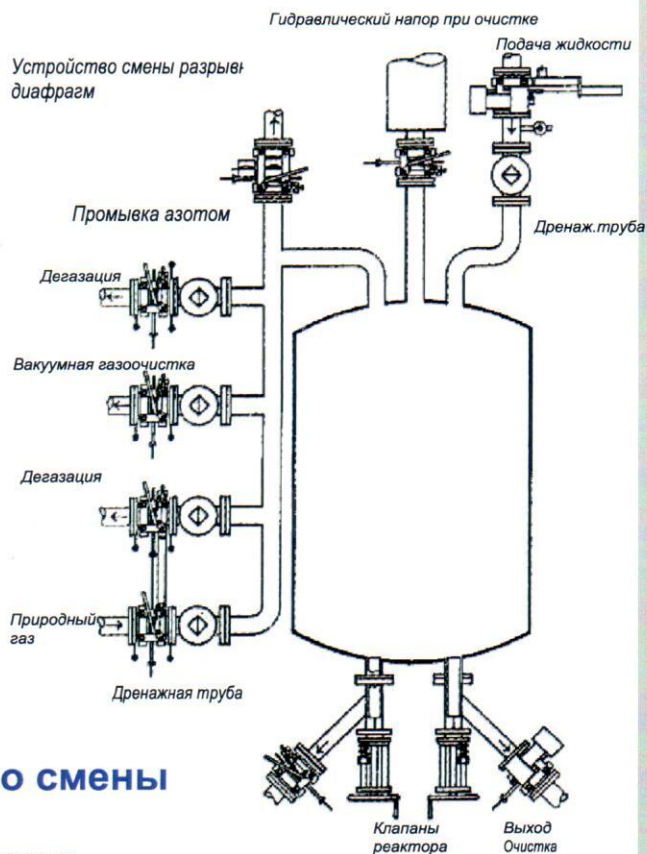 Гидравлический напор при очистке
Подача жидкости
Устройство смены
диафрагм
Промывка азотом
Дренаж.труба
Дегазация
Вакуумная газоочистка
Дегазация
Природный
газ
Дренажная труба
о смены
Клапаны
реактора
Выход
Очистка